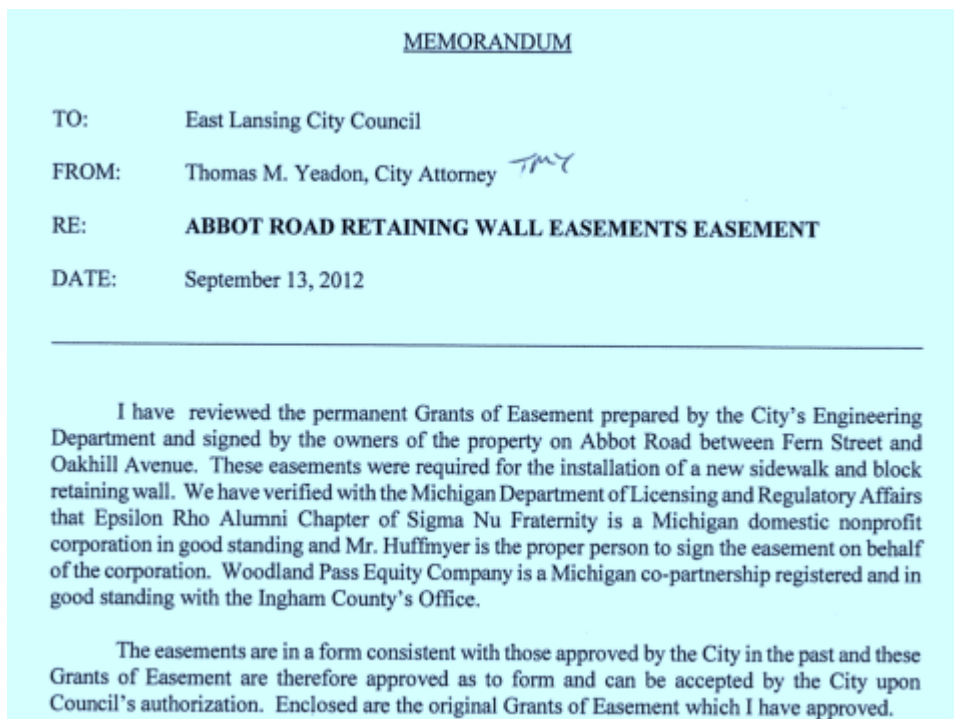 MEMORANDUM
TO: East Lansing City Council
FROM: Thomas M. Yeadon, City Attorney TMY
RE: ABBOT ROAD RETAINING WALL EASEMENTS EASEMENT
DATE: September 13, 2012
I have reviewed the permanent Grants of Easement prepared by the City's Engineering
Department and signed by the owners of the property on Abbot Road between Fern Street and
Oakhill Avenue. These easements were required for the installation of a new sidewalk and block
retaining wall. We have verified with the Michigan Department of Licensing and Regulatory Affairs
that Epsilon Rho Alumni Chapter of Sigma Nu Fraternity is a Michigan domestic nonprofit
corporation in good standing and Mr. Huffmyer is the proper person to sign the easement on behalf
of the corporation. Woodland Pass Equity Company is a Michigan co-partnership registered and in
good standing with the Ingham County's Office.
The easements are in a form consistent with those approved by the City in the past and these
Grants of Easement are therefore approved as to form and can be accepted by the City upon
Council's authorization. Enclosed are the original Grants of Easement which I have approved.